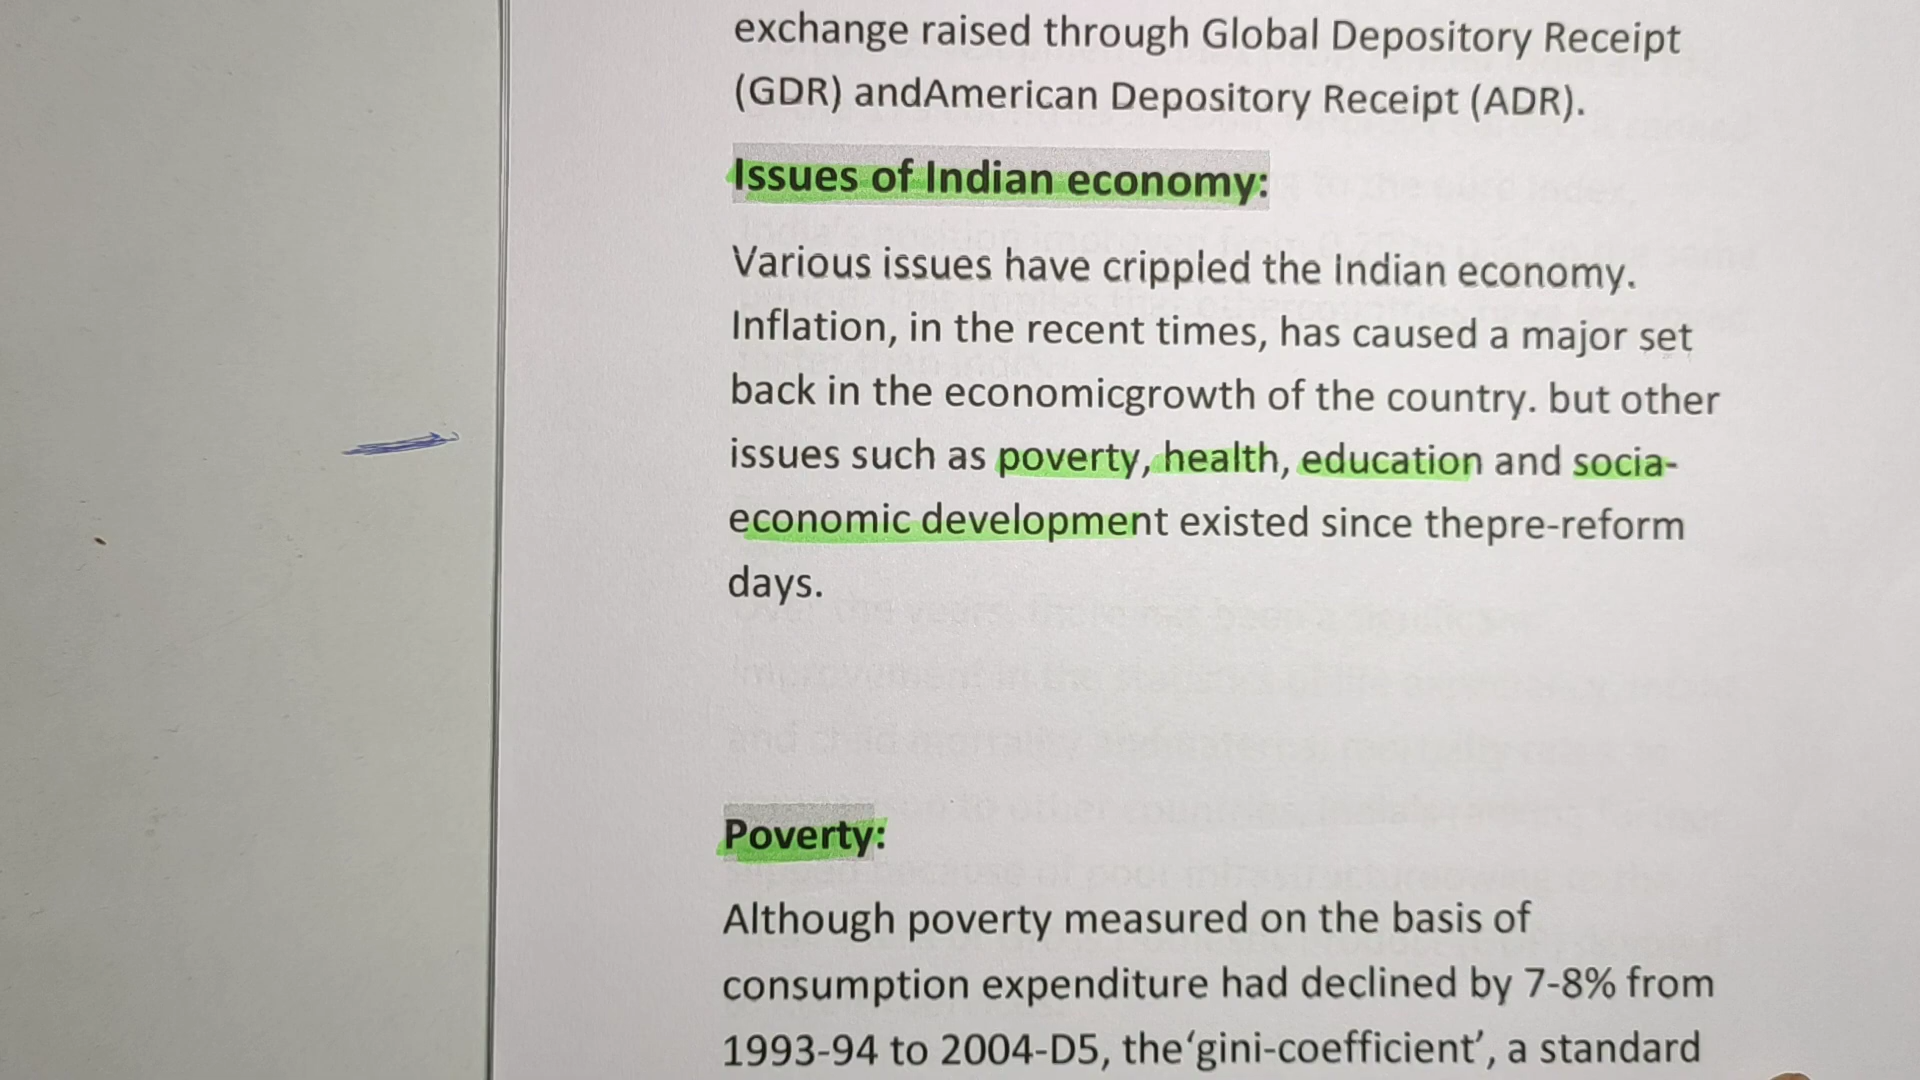 exchange raised through Global Depository Receipt
(GDR) andAmerican Depository Receipt (ADR).
Issues of Indian economy:
Various issues have crippled the Indian economy.
Inflation, in the recent times, has caused a major set
back in the economicgrowth of the country. but other
issues such as poverty, health, education and socia-
economic development existed since thepre-reform
days.
Poverty:
Although poverty measured on the basis of
consumption expenditure had declined by 7-8% from
1993-94 to 2004-D5, the‘gini-coefficient’, a standard